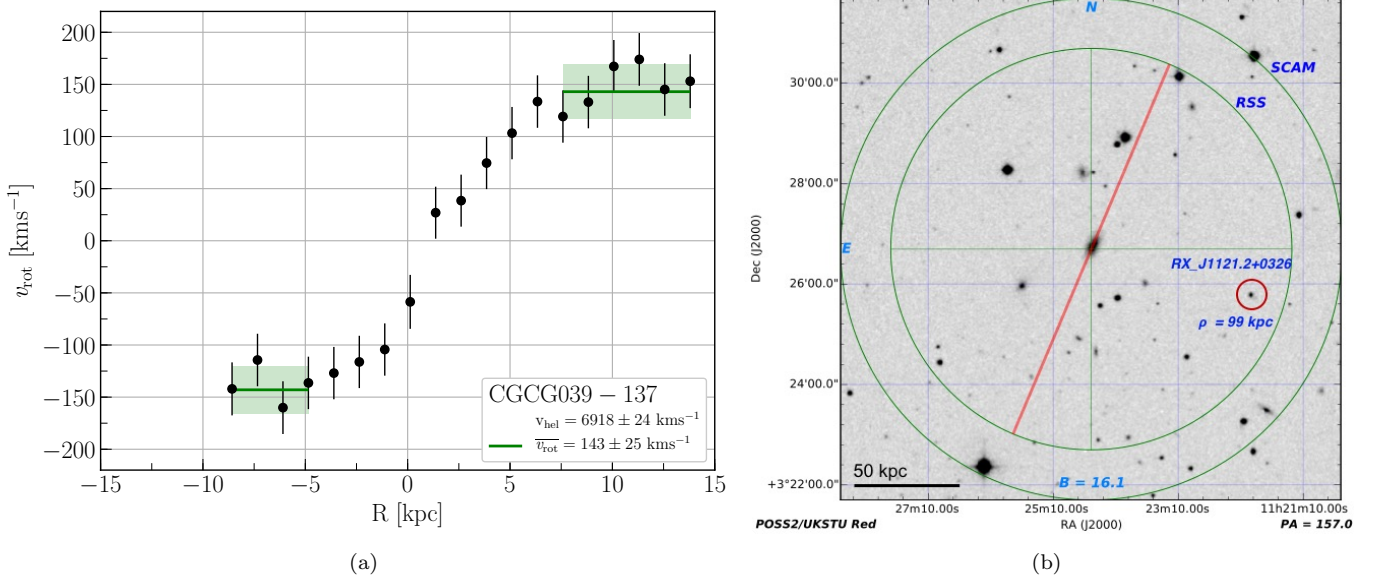 200
150
100
50
0
−50
−100
−150
−200
v_rot [kms⁻¹]
CGCG039 − 137
v_hel = 6918 ± 24 kms⁻¹
v̅_rot = 143 ± 25 kms⁻¹
−15 −10 −5 0 5 10 15
R [kpc]
(a)
N
SCAM
RSS
30'00.0"
28'00.0"
E
RX_J1121.2+0326
26'00.0"
ρ = 99 kpc
24'00.0"
50 kpc
B = 16.1
+3°22'00.0"
Dec (J2000)
27m10.00s 25m10.00s 23m10.00s 11h21m10.00s
POSS2/UKSTU Red
RA (J2000)
PA = 157.0
(b)